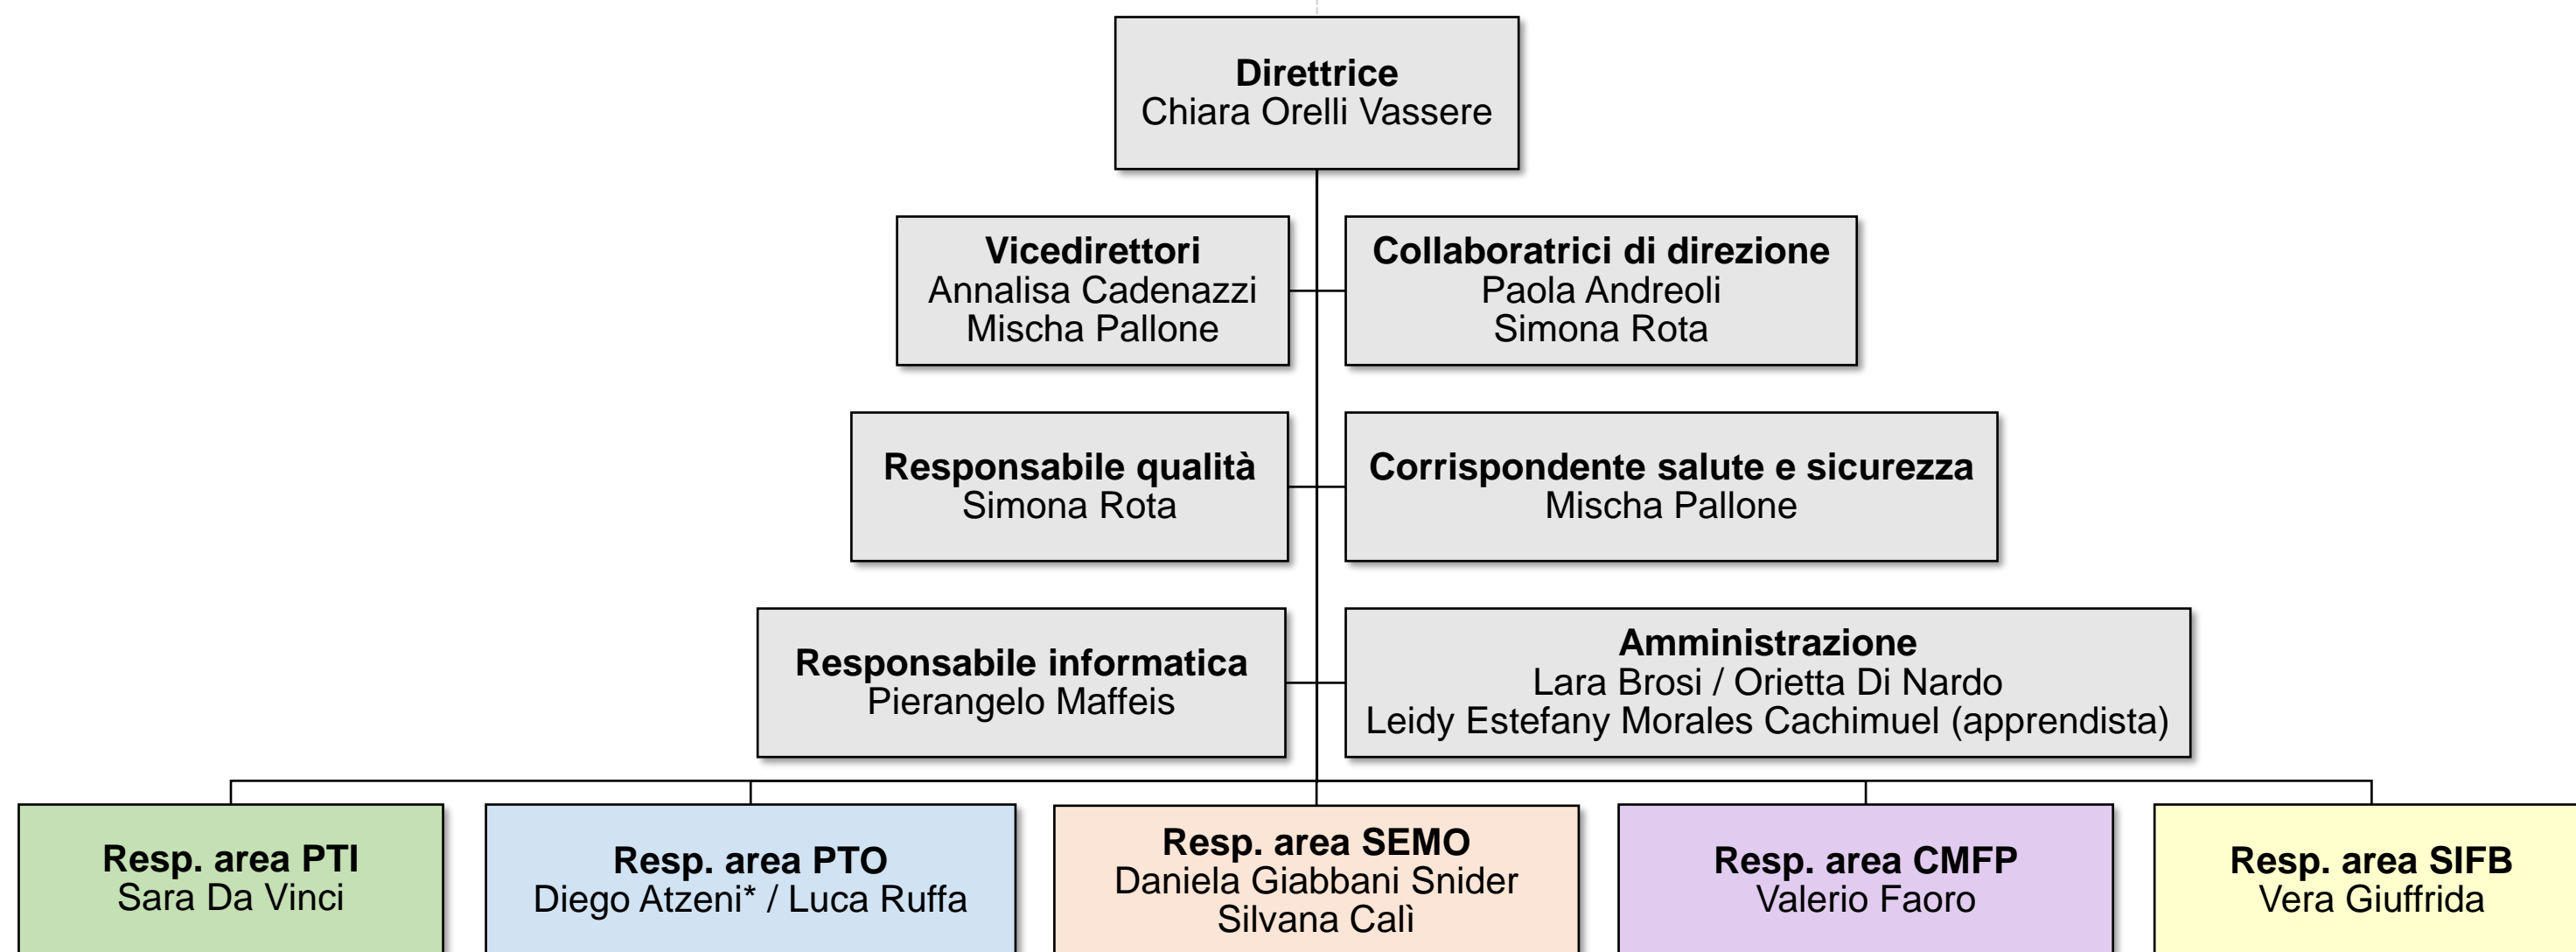 Direttrice
Chiara Orelli Vassere
Vicedirettori
Annalisa Cadenazzi
Mischa Pallone
Collaboratrici di direzione
Paola Andreoli
Simona Rota
Responsabile qualità
Simona Rota
Corrispondente salute e sicurezza
Mischa Pallone
Responsabile informatica
Pierangelo Maffeis
Amministrazione
Lara Brosi / Orietta Di Nardo
Leidy Estefany Morales Cachimuel (apprendista)
Resp. area PTI
Sara Da Vinci
Resp. area PTO
Diego Atzeni* / Luca Ruffa
Resp. area SEMO
Daniela Giabbani Snider
Silvana Calì
Resp. area CMFP
Valerio Faoro
Resp. area SIFB
Vera Giuffrida